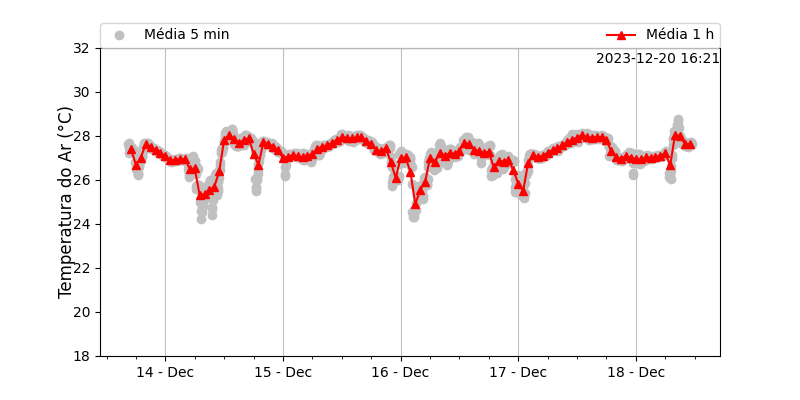 Média 5 min
Média 1 h
2023-12-20 16:21
Temperatura do Ar (°C)
32
30
28
26
24
22
20
18
14 - Dec
15 - Dec
16 - Dec
17 - Dec
18 - Dec